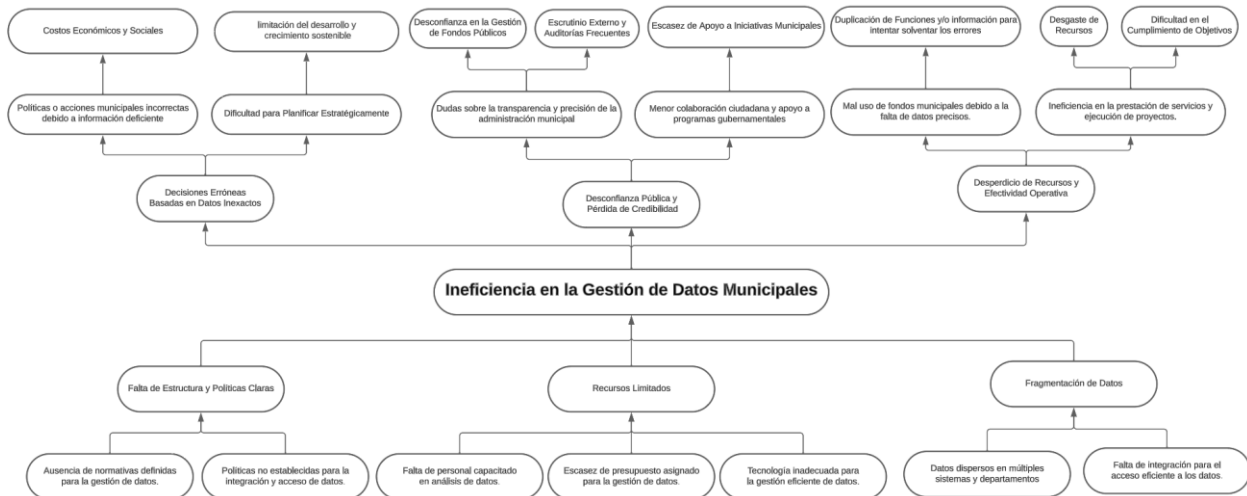 Costos Económicos y Sociales
limitación del desarrollo y
crecimiento sostenible
Desconfianza en la Gestión
de Fondos Públicos
Escrutinio Externo y
Auditorías Frecuentes
Escasez de Apoyo a Iniciativas Municipales
Duplicación de Funciones y/o información para
intentar solventar los errores
Desgaste de
Recursos
Dificultad en el
Cumplimiento de Objetivos
Políticas o acciones municipales incorrectas
debido a información deficiente
Dificultad para Planificar Estratégicamente
Dudas sobre la transparencia y precisión de la
administración municipal
Menor colaboración ciudadana y apoyo a
programas gubernamentales
Mal uso de fondos municipales debido a la
falta de datos precisos.
Ineficiencia en la prestación de servicios y
ejecución de proyectos.
Decisiones Erróneas
Basadas en Datos Inexactos
Desconfianza Pública y
Pérdida de Credibilidad
Desperdicio de Recursos y
Efectividad Operativa
Ineficiencia en la Gestión de Datos Municipales
Falta de Estructura y Políticas Claras
Recursos Limitados
Fragmentación de Datos
Ausencia de normativas definidas
para la gestión de datos.
Políticas no establecidas para la
integración y acceso de datos.
Falta de personal capacitado
en análisis de datos.
Escasez de presupuesto asignado
para la gestión de datos.
Tecnología inadecuada para
la gestión eficiente de datos.
Datos dispersos en múltiples
sistemas y departamentos
Falta de integración para el
acceso eficiente a los datos.